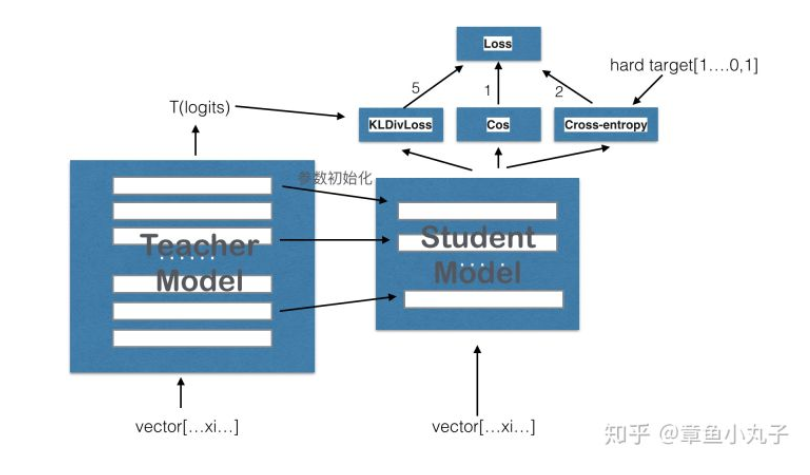 Loss
hard target[1....0,1]
5
1
2
T(logits)
KLDivLoss
Cos
Cross-entropy
参数初始化
Teacher
......
Model
Student
....
Model
vector[...xi...]
vector[...xi...]
知乎 @章鱼小丸子